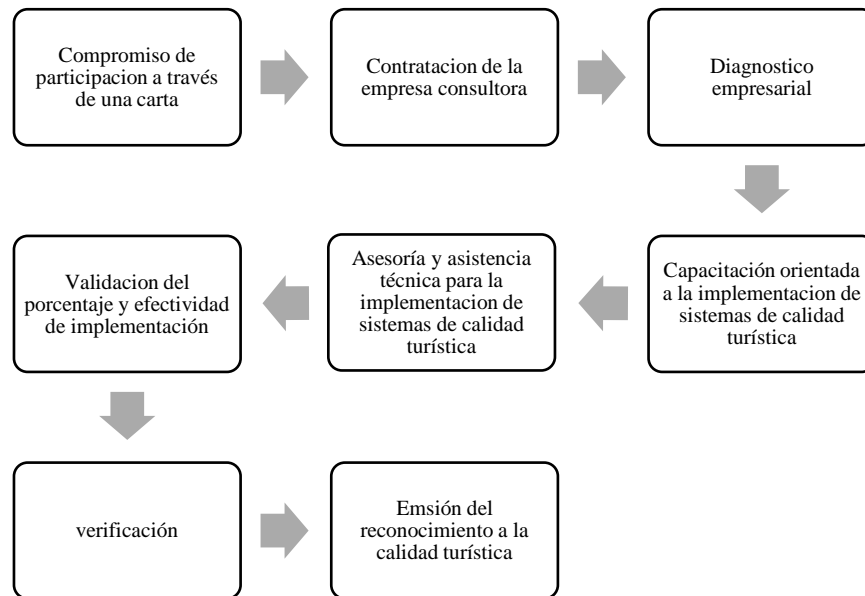 Compromiso de
participacion a través
de una carta
Contratacion de la
empresa consultora
Diagnostico
empresarial
Capacitación orientada
a la implementacion de
sistemas de calidad
turística
Asesoría y asistencia
técnica para la
implementacion de
sistemas de calidad
turística
Validacion del
porcentaje y efectividad
de implementación
verificación
Emsión del
reconocimiento a la
calidad turística